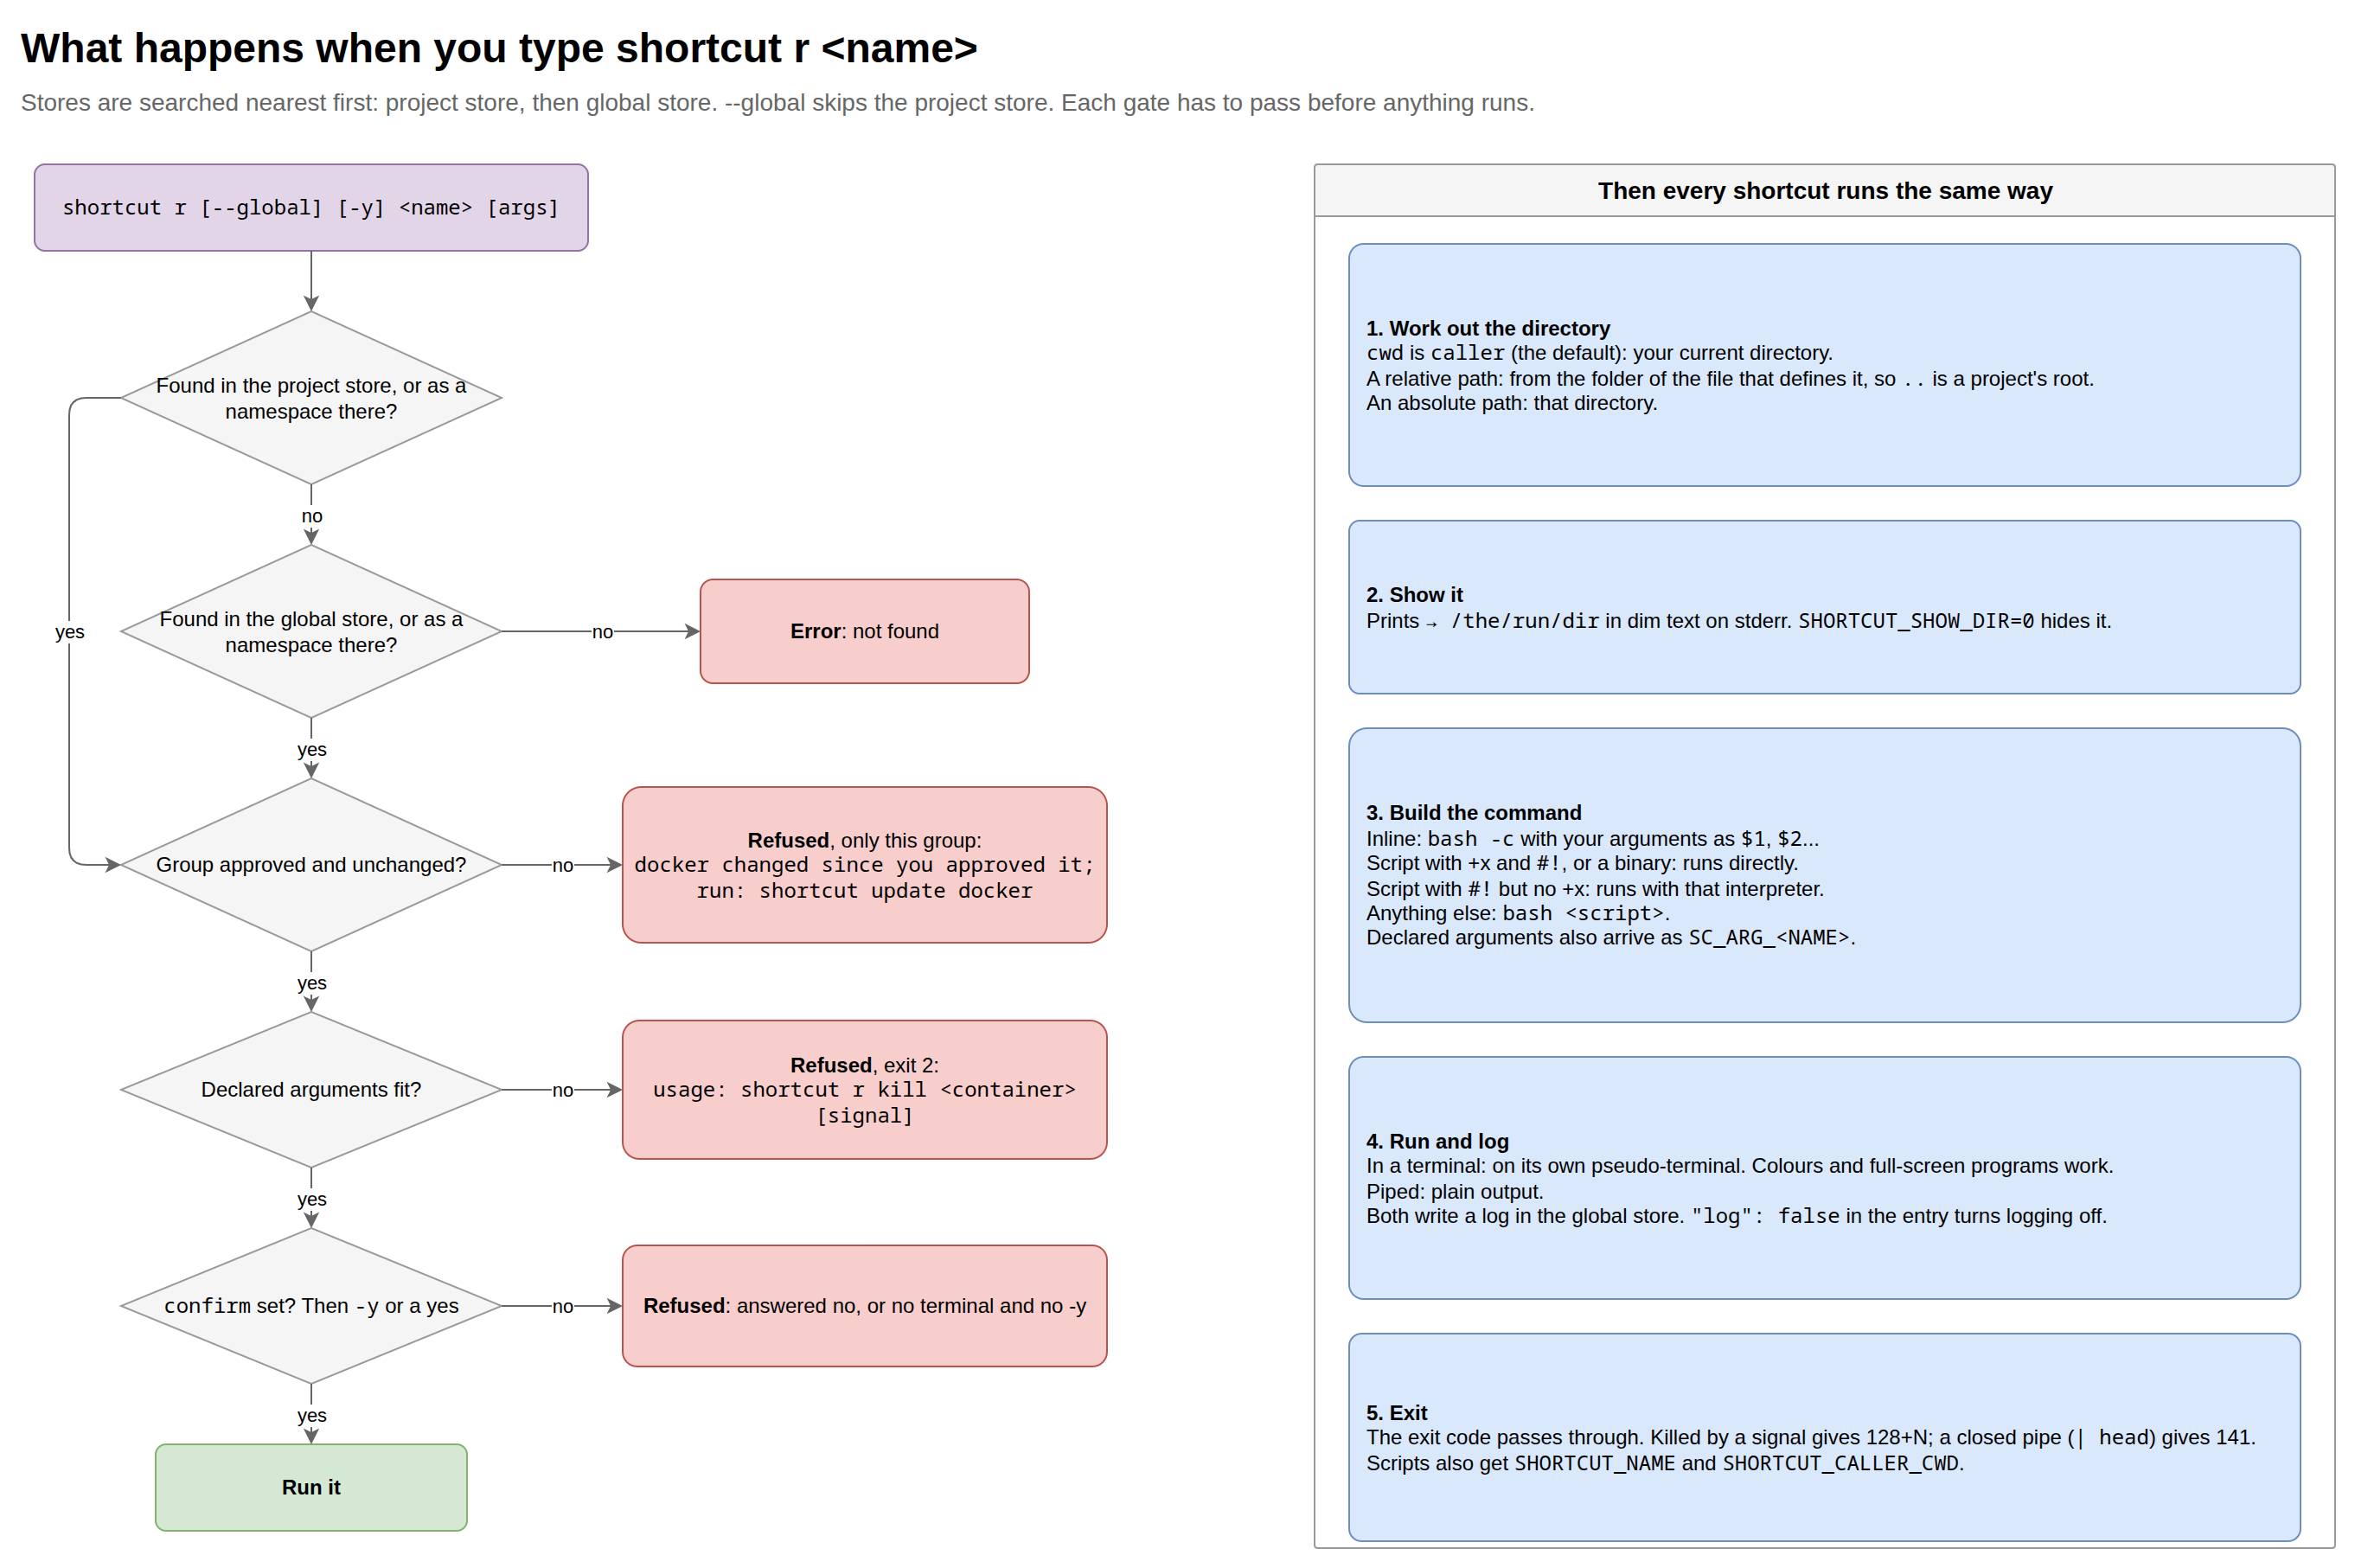 What happens when you type shortcut r <name>
Stores are searched nearest first: project store, then global store. --global skips the project store. Each gate has to pass before anything runs.
shortcut r [--global] [-y] <name> [args]
Found in the project store, or as a
namespace there?
no
yes
Found in the global store, or as a
namespace there?
no
Error: not found
yes
Group approved and unchanged?
no
Refused, only this group:
docker changed since you approved it;
run: shortcut update docker
yes
Declared arguments fit?
no
Refused, exit 2:
usage: shortcut r kill <container>
[signal]
yes
confirm set? Then -y or a yes
no
Refused: answered no, or no terminal and no -y
yes
Run it
Then every shortcut runs the same way
1. Work out the directory
cwd is caller (the default): your current directory.
A relative path: from the folder of the file that defines it, so .. is a project's root.
An absolute path: that directory.
2. Show it
Prints → /the/run/dir in dim text on stderr. SHORTCUT_SHOW_DIR=0 hides it.
3. Build the command
Inline: bash -c with your arguments as $1, $2...
Script with +x and #!, or a binary: runs directly.
Script with #! but no +x: runs with that interpreter.
Anything else: bash <script>.
Declared arguments also arrive as SC_ARG_<NAME>.
4. Run and log
In a terminal: on its own pseudo-terminal. Colours and full-screen programs work.
Piped: plain output.
Both write a log in the global store. "log": false in the entry turns logging off.
5. Exit
The exit code passes through. Killed by a signal gives 128+N; a closed pipe (| head) gives 141.
Scripts also get SHORTCUT_NAME and SHORTCUT_CALLER_CWD.